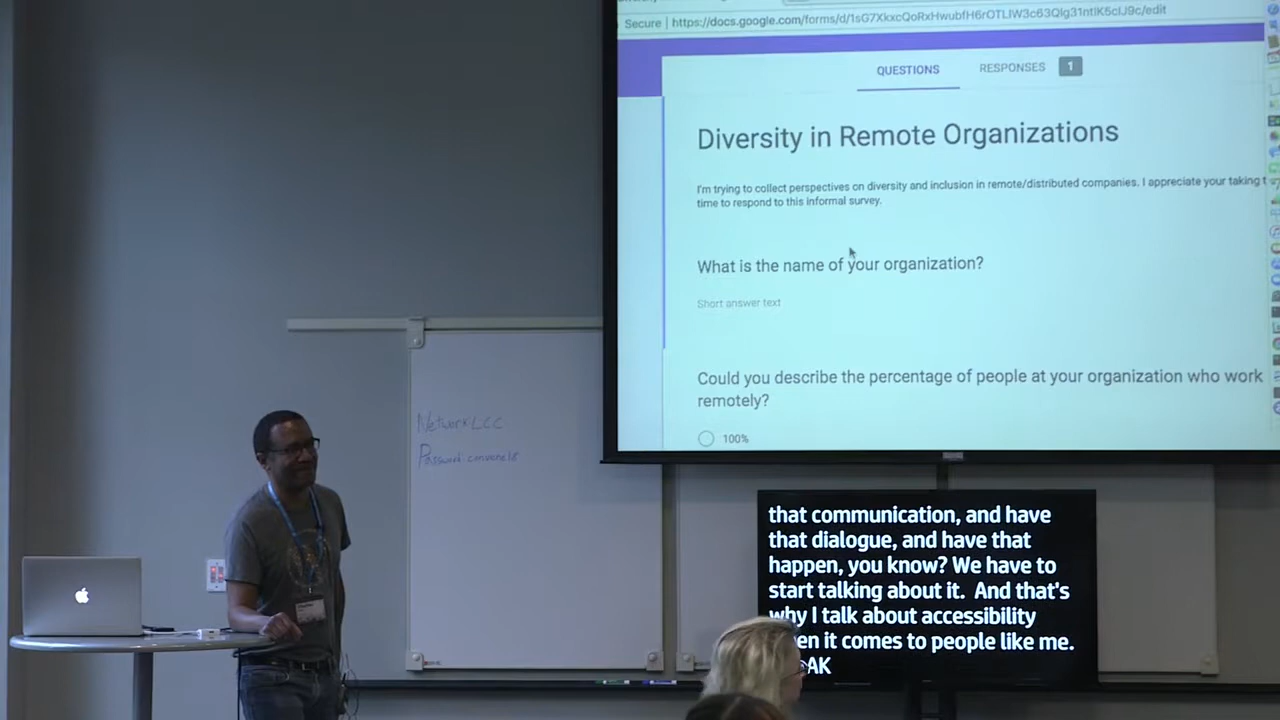 Secure | https://docs.google.com/forms/d/1sG7XkxcQoRxHwubfH6rOTLIW3c63QIg31ntIK5cIJ9c/edit
QUESTIONS RESPONSES 1
Diversity in Remote Organizations
I'm trying to collect perspectives on diversity and inclusion in remote/distributed companies. I appreciate your taking
time to respond to this informal survey.
What is the name of your organization?
Short answer text
Could you describe the percentage of people at your organization who work
remotely?
100%
Network LCC
Password:
that communication, and have
that dialogue, and have that
happen, you know? We have to
start talking about it. And that's
why I talk about accessibility
it comes to people like me.